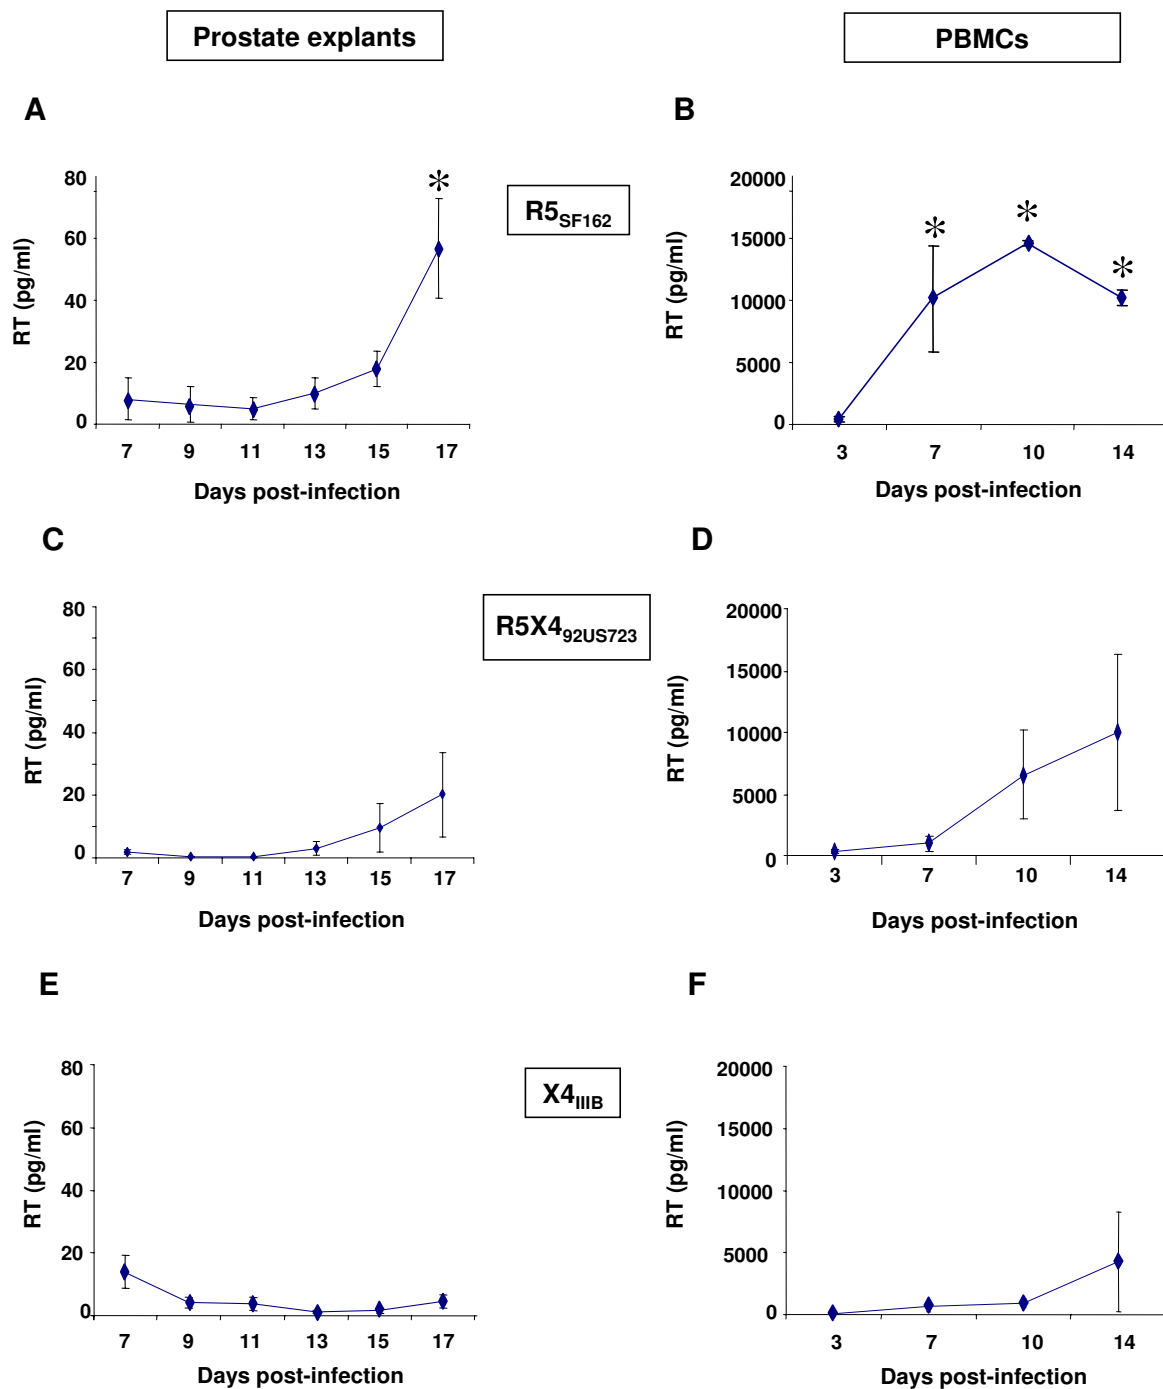 Prostate explants
PBMCs
A
80
60
40
20
0
RT (pg/ml)
*
7 9 11 13 15 17
Days post-infection
R5SF162
B
20000
15000
10000
5000
0
RT (pg/ml)
* * *
3 7 10 14
Days post-infection
C
80
60
40
20
0
RT (pg/ml)
7 9 11 13 15 17
Days post-infection
R5X492US723
D
20000
15000
10000
5000
0
RT (pg/ml)
3 7 10 14
Days post-infection
E
80
60
40
20
0
RT (pg/ml)
7 9 11 13 15 17
Days post-infection
X4IIIB
F
20000
15000
10000
5000
0
RT (pg/ml)
3 7 10 14
Days post-infection